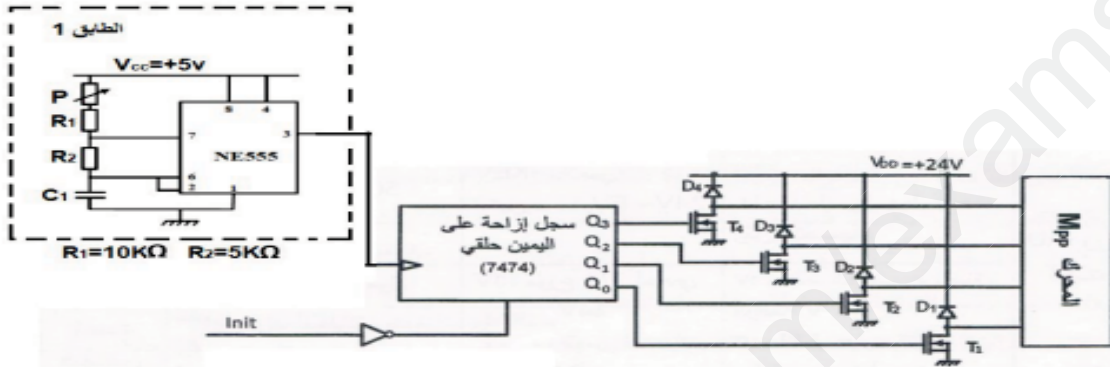 الطابق 1
Vcc=+5v
P
R1
R2
C1
8
4
7
3
NE555
6
2
1
R1=10KΩ R2=5KΩ
VDD=+24V
D4
D3
D2
D1
T4
T3
T2
T1
سجل إزاحة على
اليمين حلقي
(7474)
Q3
Q2
Q1
Q0
Init
المحرك Mpp
m/exams